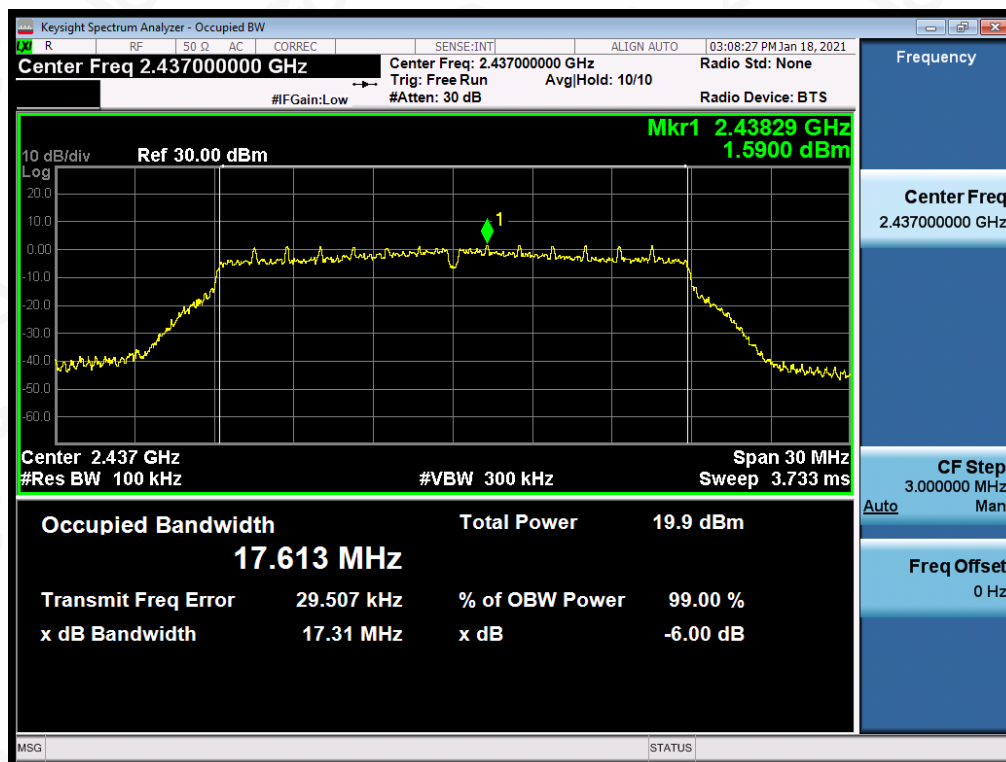 Keysight Spectrum Analyzer - Occupied BW
LXI R RF 50 Ω AC CORREC SENSE:INT ALIGN AUTO 03:08:27 PM Jan 18, 2021
Center Freq 2.437000000 GHz
Center Freq: 2.437000000 GHz
Radio Std: None
Trig: Free Run Avg|Hold: 10/10
#IFGain:Low
#Atten: 30 dB
Radio Device: BTS
Mkr1 2.43829 GHz
1.5900 dBm
10 dB/div Ref 30.00 dBm
Log
20.0
10.0
0.00
-10.0
-20.0
-30.0
-40.0
-50.0
-60.0
1
Center 2.437 GHz
Span 30 MHz
#Res BW 100 kHz
#VBW 300 kHz
Sweep 3.733 ms
Occupied Bandwidth
17.613 MHz
Total Power 19.9 dBm
Transmit Freq Error 29.507 kHz
% of OBW Power 99.00 %
x dB Bandwidth 17.31 MHz
x dB -6.00 dB
MSG
STATUS
Frequency
Center Freq
2.437000000 GHz
CF Step
3.000000 MHz
Auto Man
Freq Offset
0 Hz